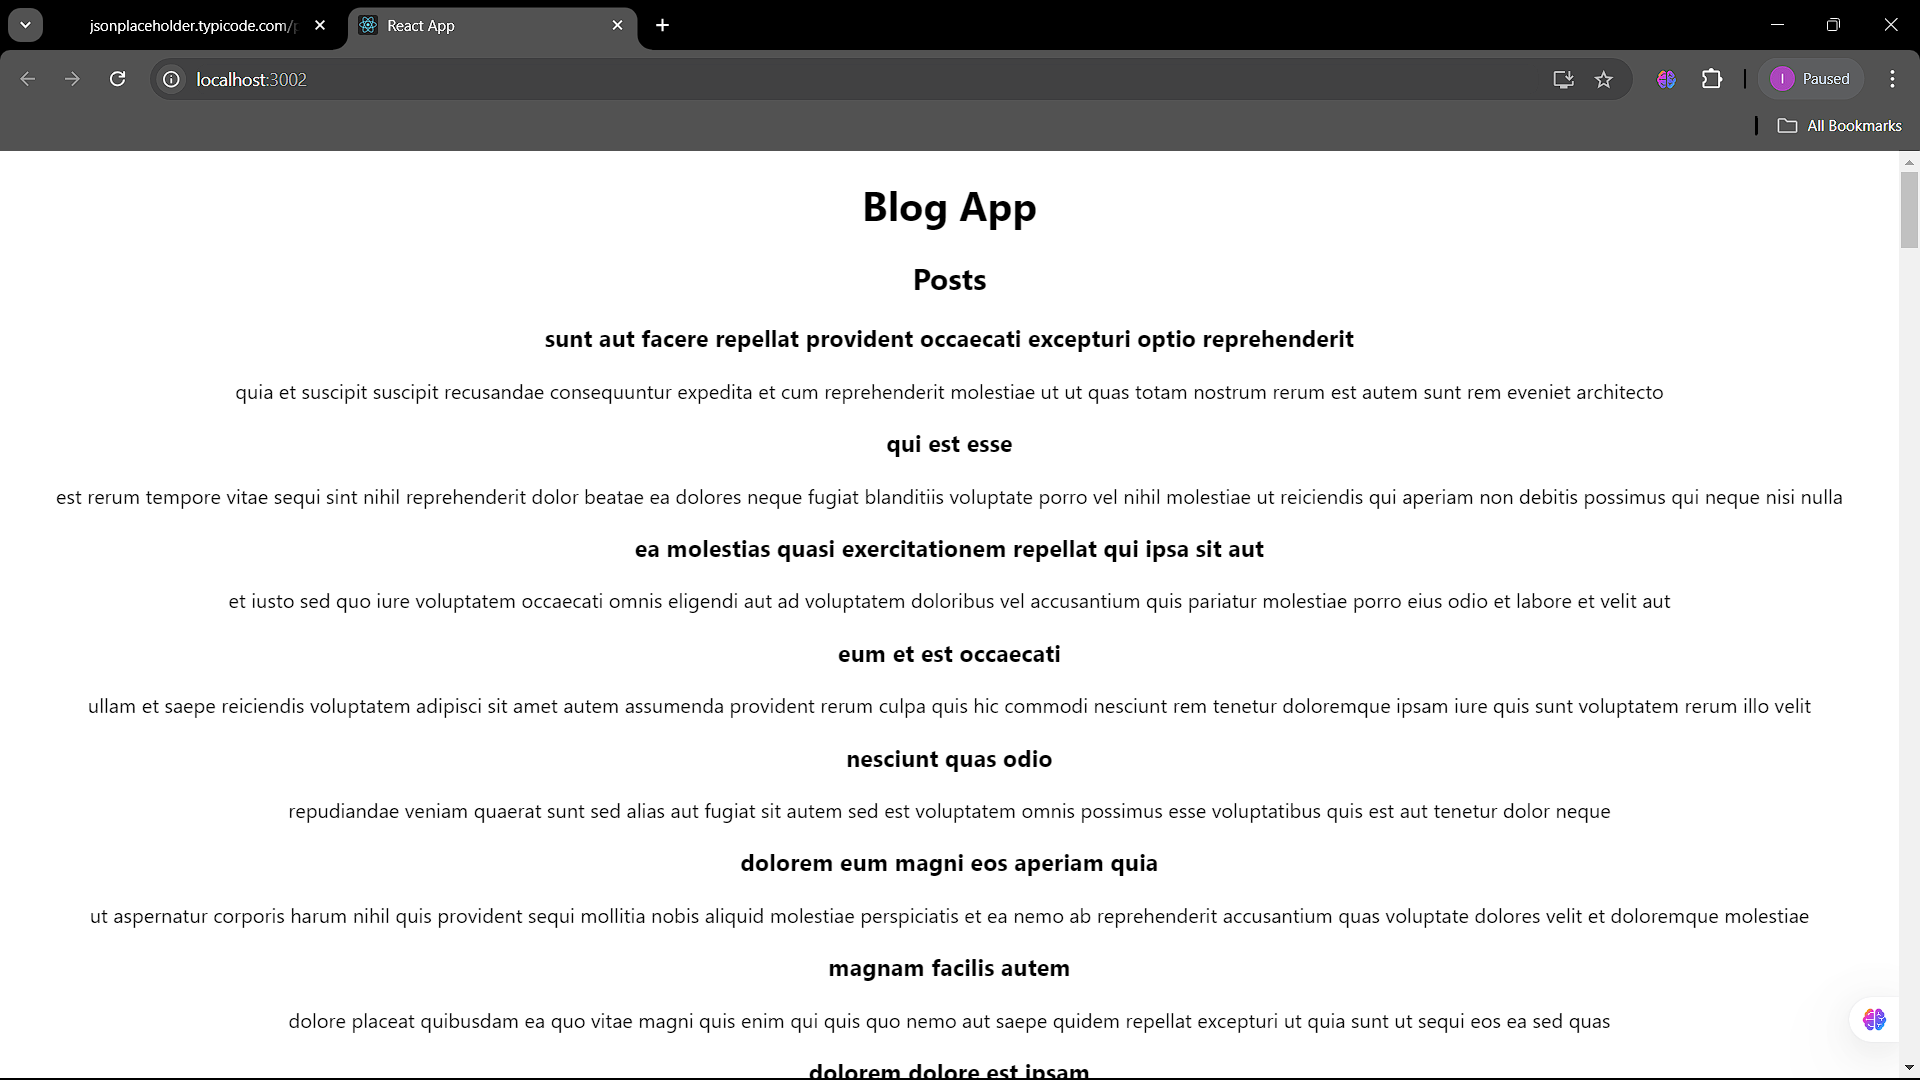 jsonplaceholder.typicode.com/
React App
localhost:3002
I
Paused
All Bookmarks
Blog App
Posts
sunt aut facere repellat provident occaecati excepturi optio reprehenderit
quia et suscipit suscipit recusandae consequuntur expedita et cum reprehenderit molestiae ut ut quas totam nostrum rerum est autem sunt rem eveniet architecto
qui est esse
est rerum tempore vitae sequi sint nihil reprehenderit dolor beatae ea dolores neque fugiat blanditiis voluptate porro vel nihil molestiae ut reiciendis qui aperiam non debitis possimus qui neque nisi nulla
ea molestias quasi exercitationem repellat qui ipsa sit aut
et iusto sed quo iure voluptatem occaecati omnis eligendi aut ad voluptatem doloribus vel accusantium quis pariatur molestiae porro eius odio et labore et velit aut
eum et est occaecati
ullam et saepe reiciendis voluptatem adipisci sit amet autem assumenda provident rerum culpa quis hic commodi nesciunt rem tenetur doloremque ipsam iure quis sunt voluptatem rerum illo velit
nesciunt quas odio
repudiandae veniam quaerat sunt sed alias aut fugiat sit autem sed est voluptatem omnis possimus esse voluptatibus quis est aut tenetur dolor neque
dolorem eum magni eos aperiam quia
ut aspernatur corporis harum nihil quis provident sequi mollitia nobis aliquid molestiae perspiciatis et ea nemo ab reprehenderit accusantium quas voluptate dolores velit et doloremque molestiae
magnam facilis autem
dolore placeat quibusdam ea quo vitae magni quis enim qui quis quo nemo aut saepe quidem repellat excepturi ut quia sunt ut sequi eos ea sed quas
dolorem dolore est ipsam